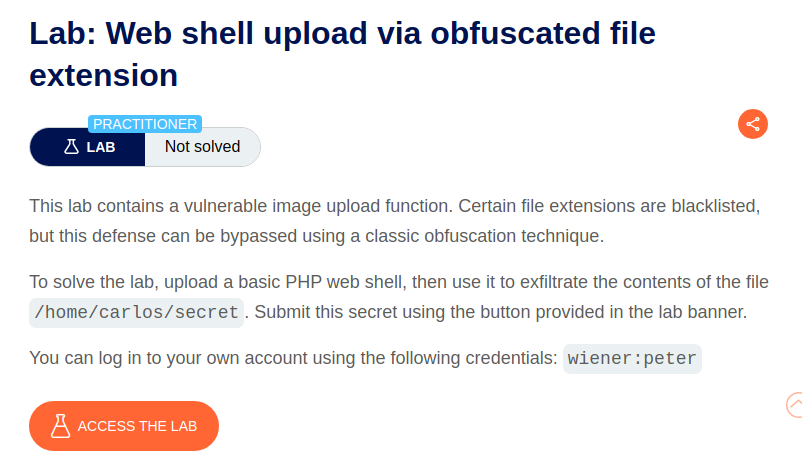 Lab: Web shell upload via obfuscated file
extension
PRACTITIONER
LAB
Not solved
This lab contains a vulnerable image upload function. Certain file extensions are blacklisted,
but this defense can be bypassed using a classic obfuscation technique.
To solve the lab, upload a basic PHP web shell, then use it to exfiltrate the contents of the file
/home/carlos/secret. Submit this secret using the button provided in the lab banner.
You can log in to your own account using the following credentials: wiener:peter
ACCESS THE LAB